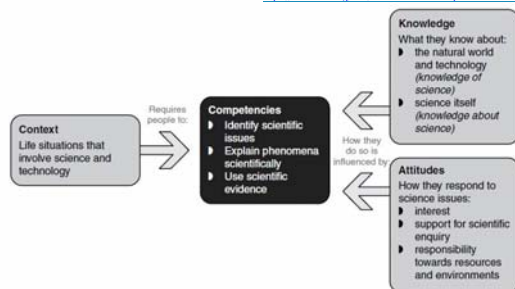 Context
Life situations that
involve science and
technology
Requires
people to:
Competencies
◗ Identify scientific
issues
◗ Explain phenomena
scientifically
◗ Use scientific
evidence
How they
do so is
influenced by:
Knowledge
What they know about:
◗ the natural world
and technology
(knowledge of
science)
◗ science itself
(knowledge about
science)
Attitudes
How they respond to
science issues:
◗ interest
◗ support for scientific
enquiry
◗ responsibility
towards resources
and environments